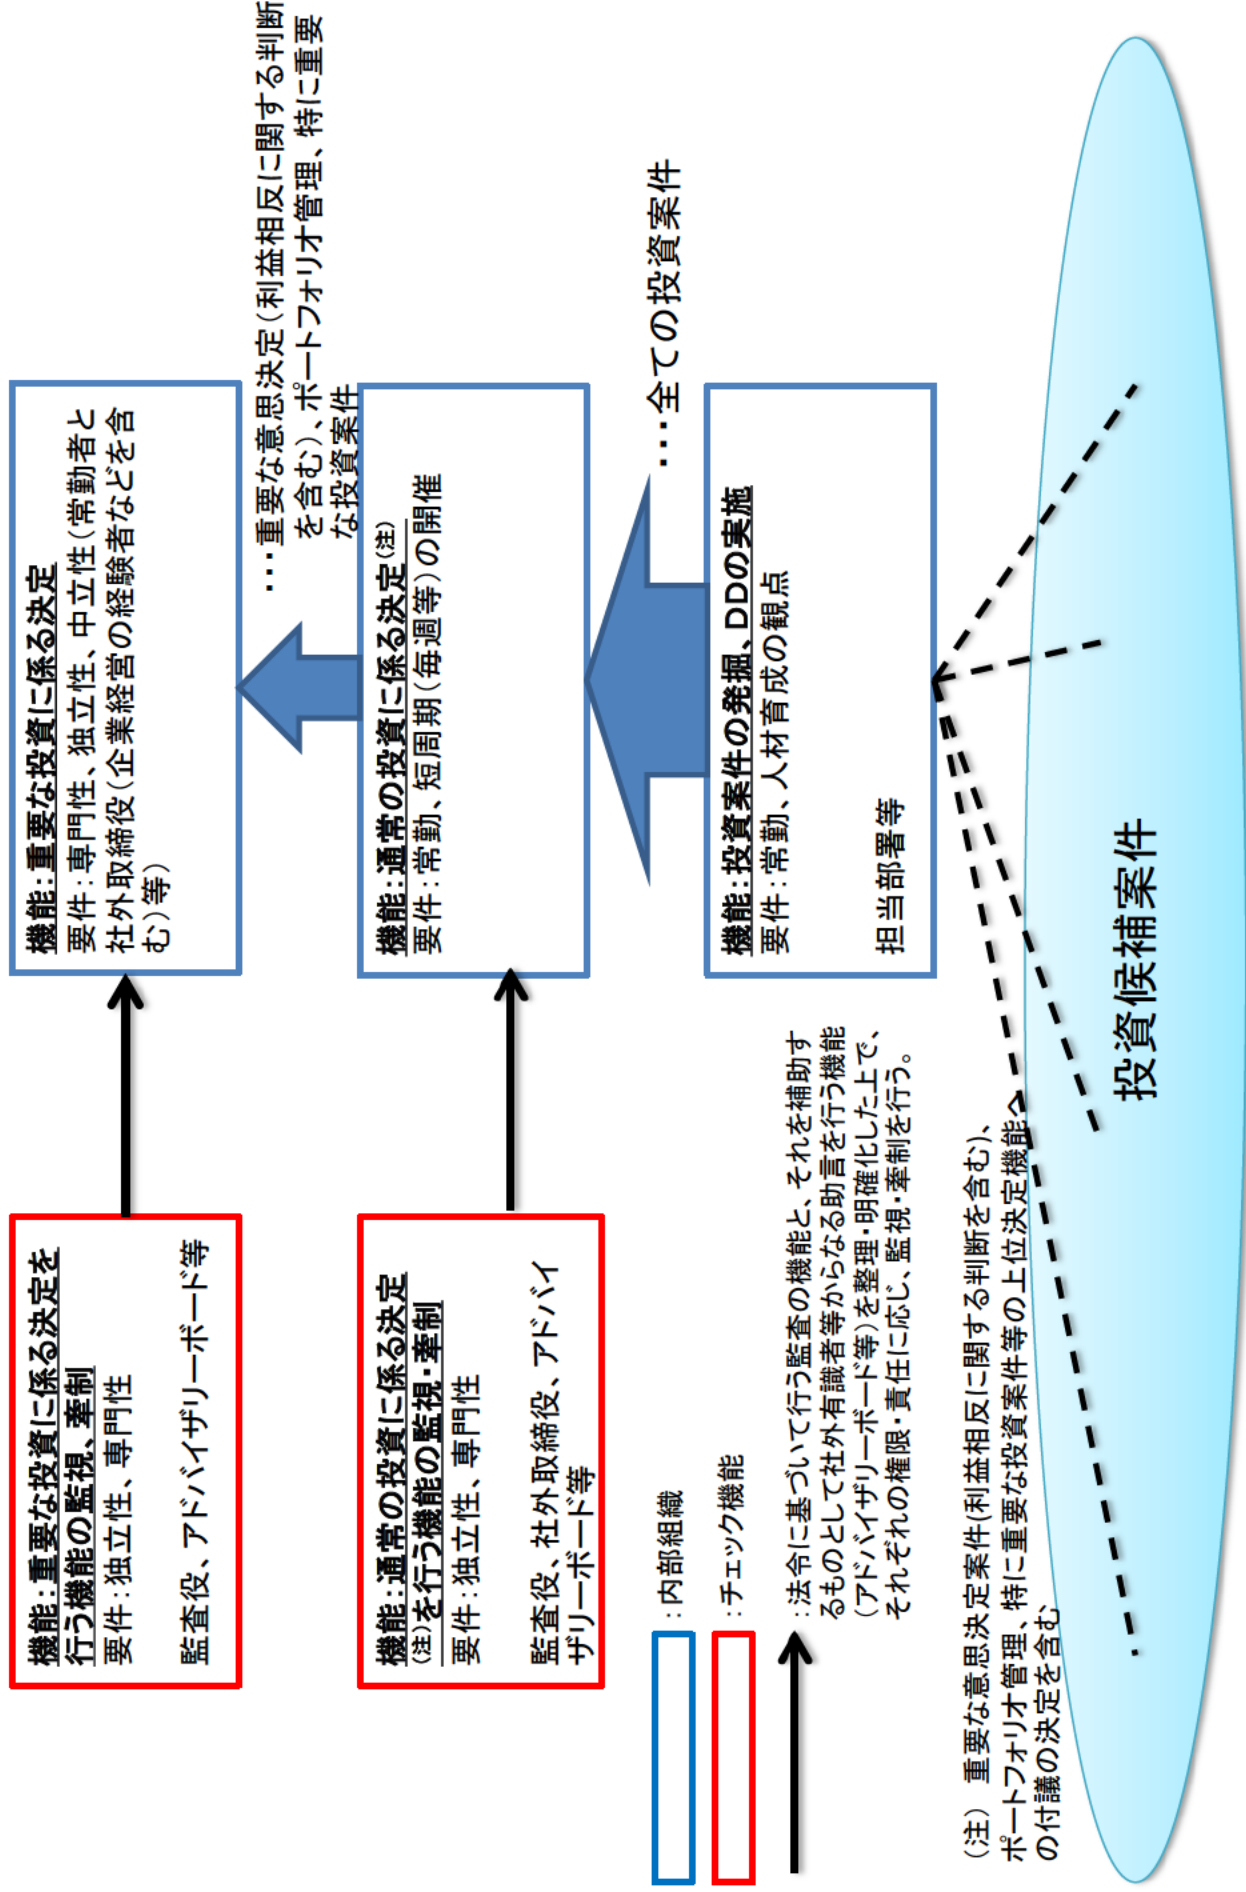 機能:重要な投資に係る決定を
行う機能の監視、牽制
要件:独立性、専門性
監査役、アドバイザリーボード等
機能:重要な投資に係る決定
要件:専門性、独立性、中立性(常勤者と
社外取締役(企業経営の経験者などを含
む)等)
・・・重要な意思決定(利益相反に関する判断
を含む)、ポートフォリオ管理、特に重要
な投資案件
機能:通常の投資に係る決定
(注)を行う機能の監視・牽制
要件:独立性、専門性
監査役、社外取締役、アドバイ
ザリーボード等
機能:通常の投資に係る決定(注)
要件:常勤、短周期(毎週等)の開催
・・・全ての投資案件
機能:投資案件の発掘、DDの実施
要件:常勤、人材育成の観点
担当部署等
:内部組織
:チェック機能
:法令に基づいて行う監査の機能と、それを補助す
るものとして社外有識者等からなる助言を行う機能
(アドバイザリーボード等)を整理・明確化した上で、
それぞれの権限・責任に応じ、監視・牽制を行う。
(注) 重要な意思決定案件(利益相反に関する判断を含む)、
ポートフォリオ管理、特に重要な投資案件等の上位決定機能へ
の付議の決定を含む
投資候補案件